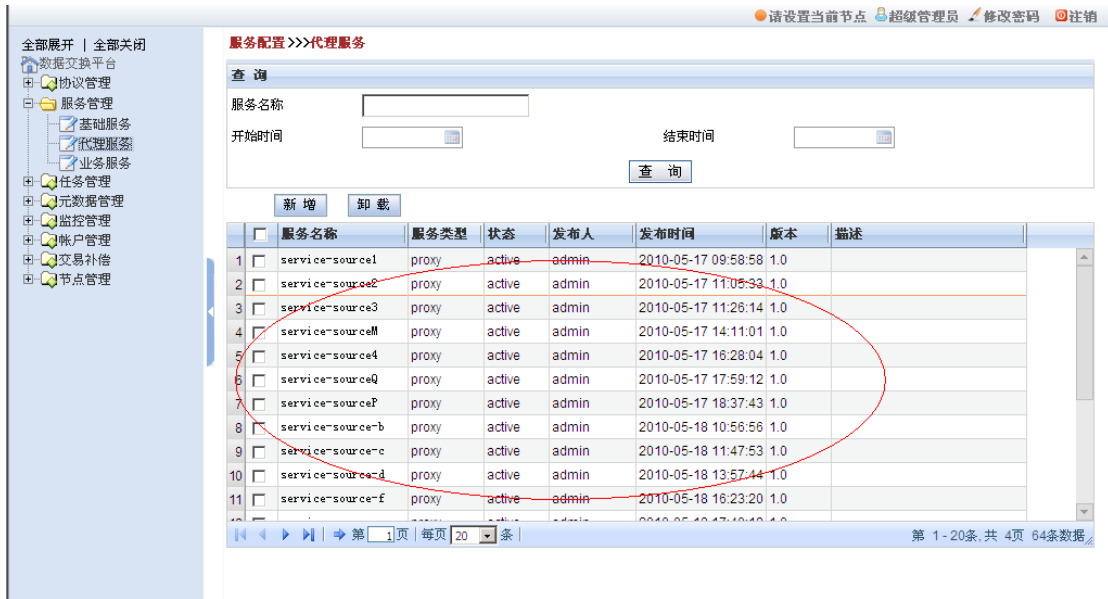 请设置当前节点 超级管理员 修改密码 注销
全部展开 | 全部关闭
数据交换平台
协议管理
服务管理
基础服务
代理服务
业务服务
任务管理
元数据管理
监控管理
帐户管理
交易补偿
节点管理
服务配置>>>代理服务
查 询
服务名称
开始时间 结束时间
查 询
新 增 卸 载
服务名称 服务类型 状态 发布人 发布时间 版本 描述
1 service-source1 proxy active admin 2010-05-17 09:58:58 1.0
2 service-source2 proxy active admin 2010-05-17 11:05:33 1.0
3 service-source3 proxy active admin 2010-05-17 11:26:14 1.0
4 service-sourceM proxy active admin 2010-05-17 14:11:01 1.0
5 service-source4 proxy active admin 2010-05-17 16:28:04 1.0
6 service-sourceQ proxy active admin 2010-05-17 17:59:12 1.0
7 service-sourceP proxy active admin 2010-05-17 18:37:43 1.0
8 service-source-b proxy active admin 2010-05-18 10:56:56 1.0
9 service-source-c proxy active admin 2010-05-18 11:47:53 1.0
10 service-source-d proxy active admin 2010-05-18 13:57:44 1.0
11 service-source-f proxy active admin 2010-05-18 16:23:20 1.0
第 1 页 每页 20 条 第 1 - 20条, 共 4页 64条数据